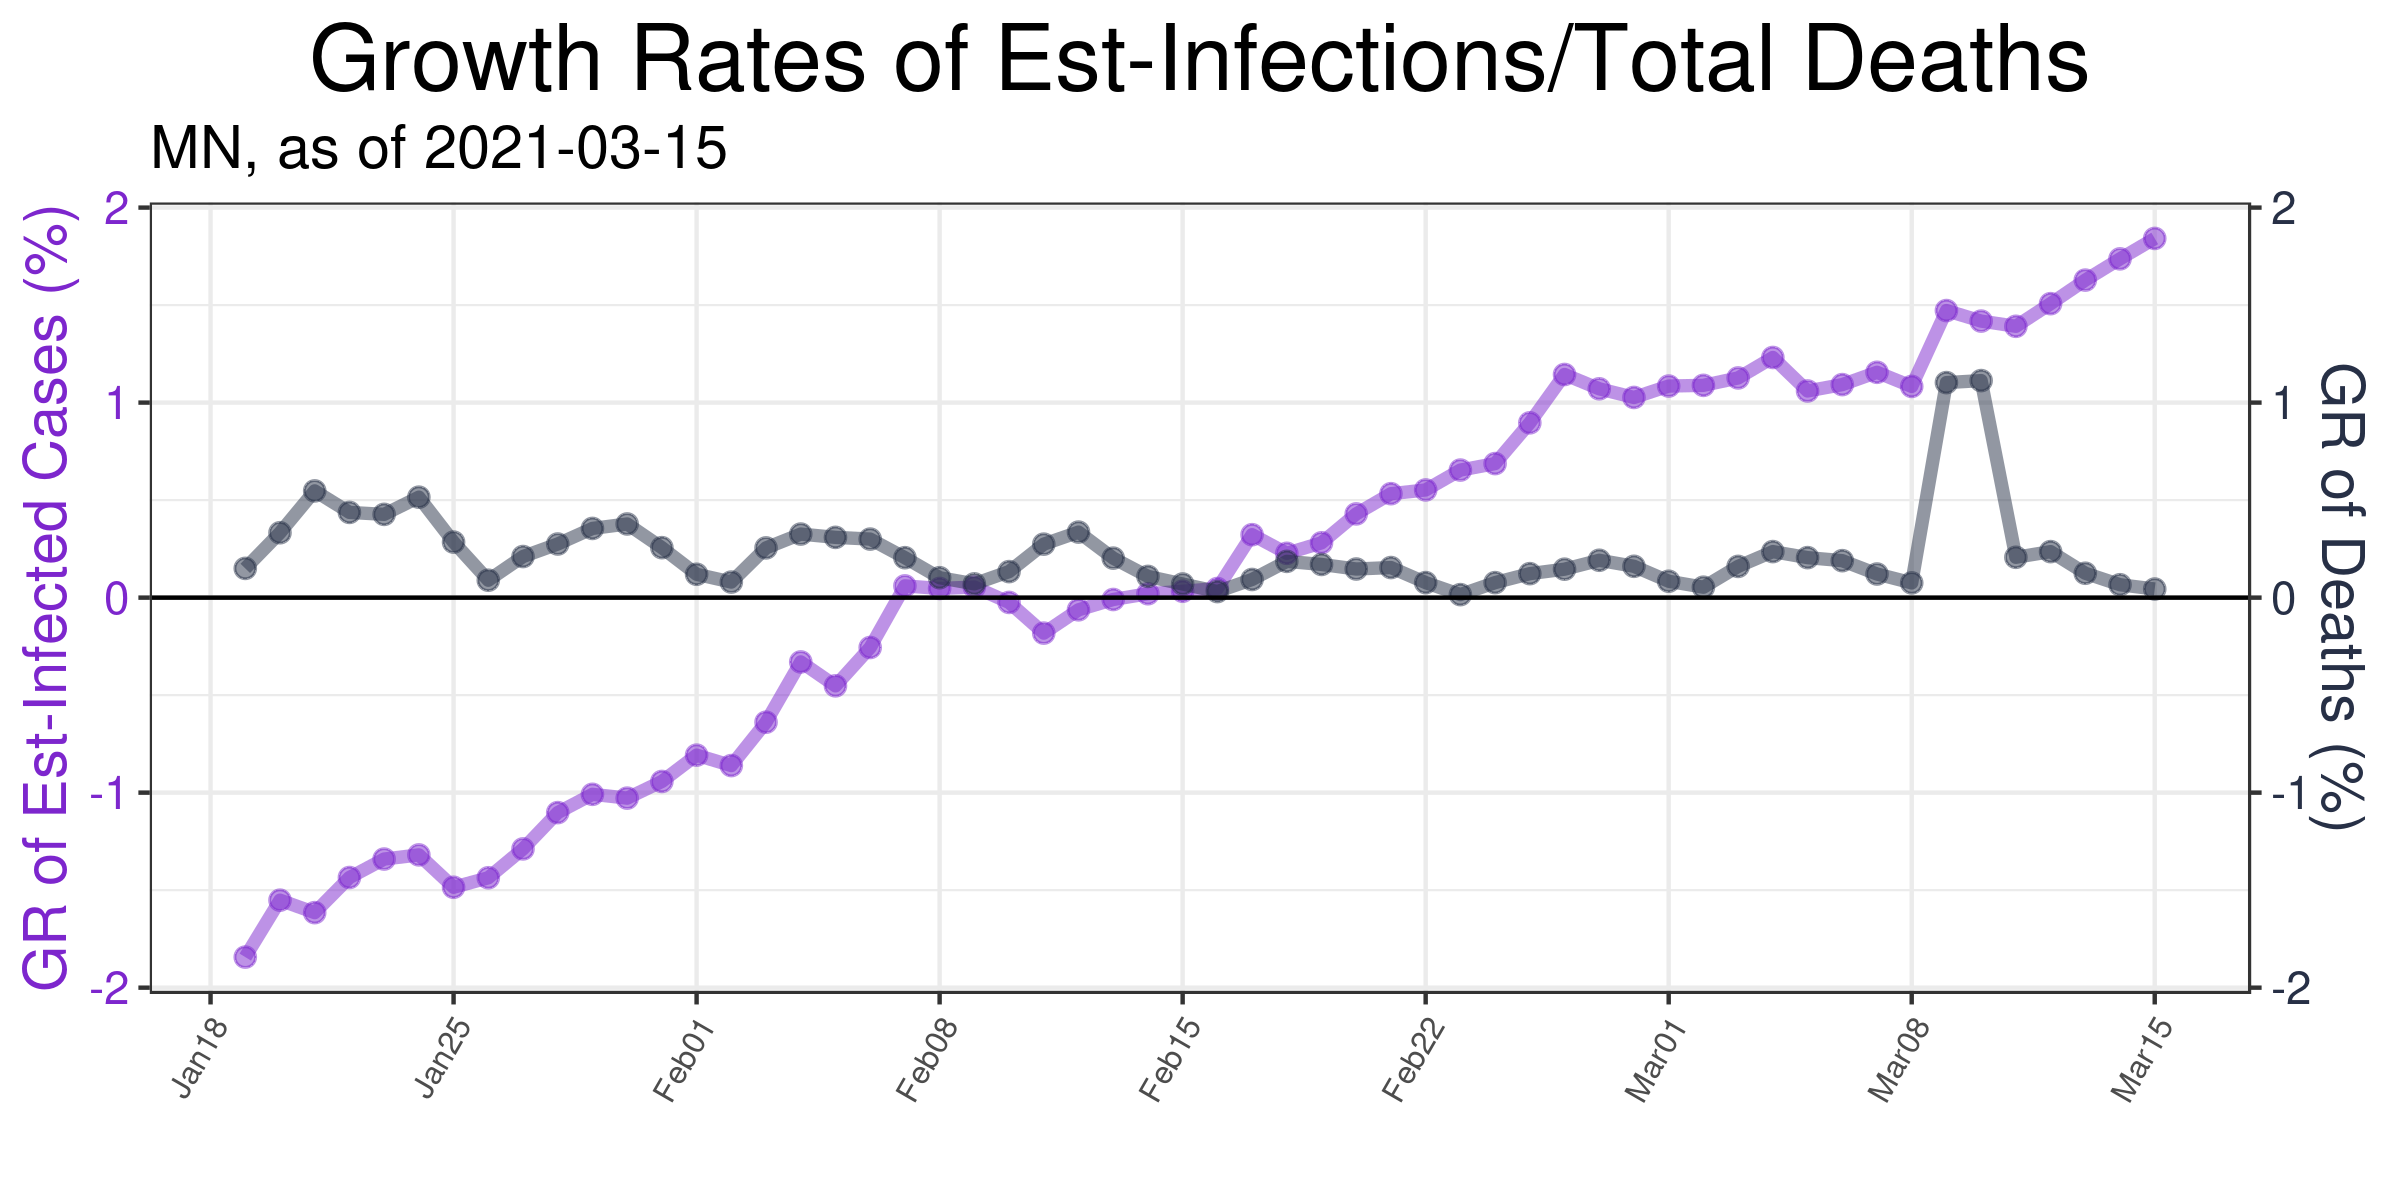 Growth Rates of Est-Infections/Total Deaths
MN, as of 2021-03-15
GR of Est-Infected Cases (%)
2
1
0
-1
-2
2
1
0
-1
-2
GR of Deaths (%)
Jan18
Jan25
Feb01
Feb08
Feb15
Feb22
Mar01
Mar08
Mar15